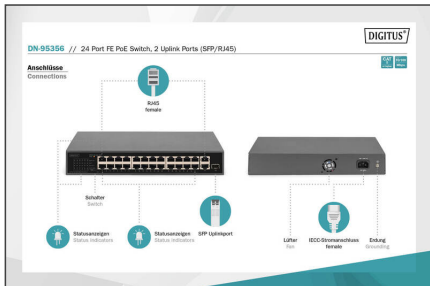 DIGITUS®
DN-95356 // 24 Port FE PoE Switch, 2 Uplink Ports (SFP/RJ45)
Anschlüsse
Connections
CAT
RJ45
female
Schalter
Switch
Statusanzeigen
Status indicators
Statusanzeigen
Status indicators
SFP Uplinkport
Lüfter
IECC-Stromanschluss
female
Erdung
Grounding